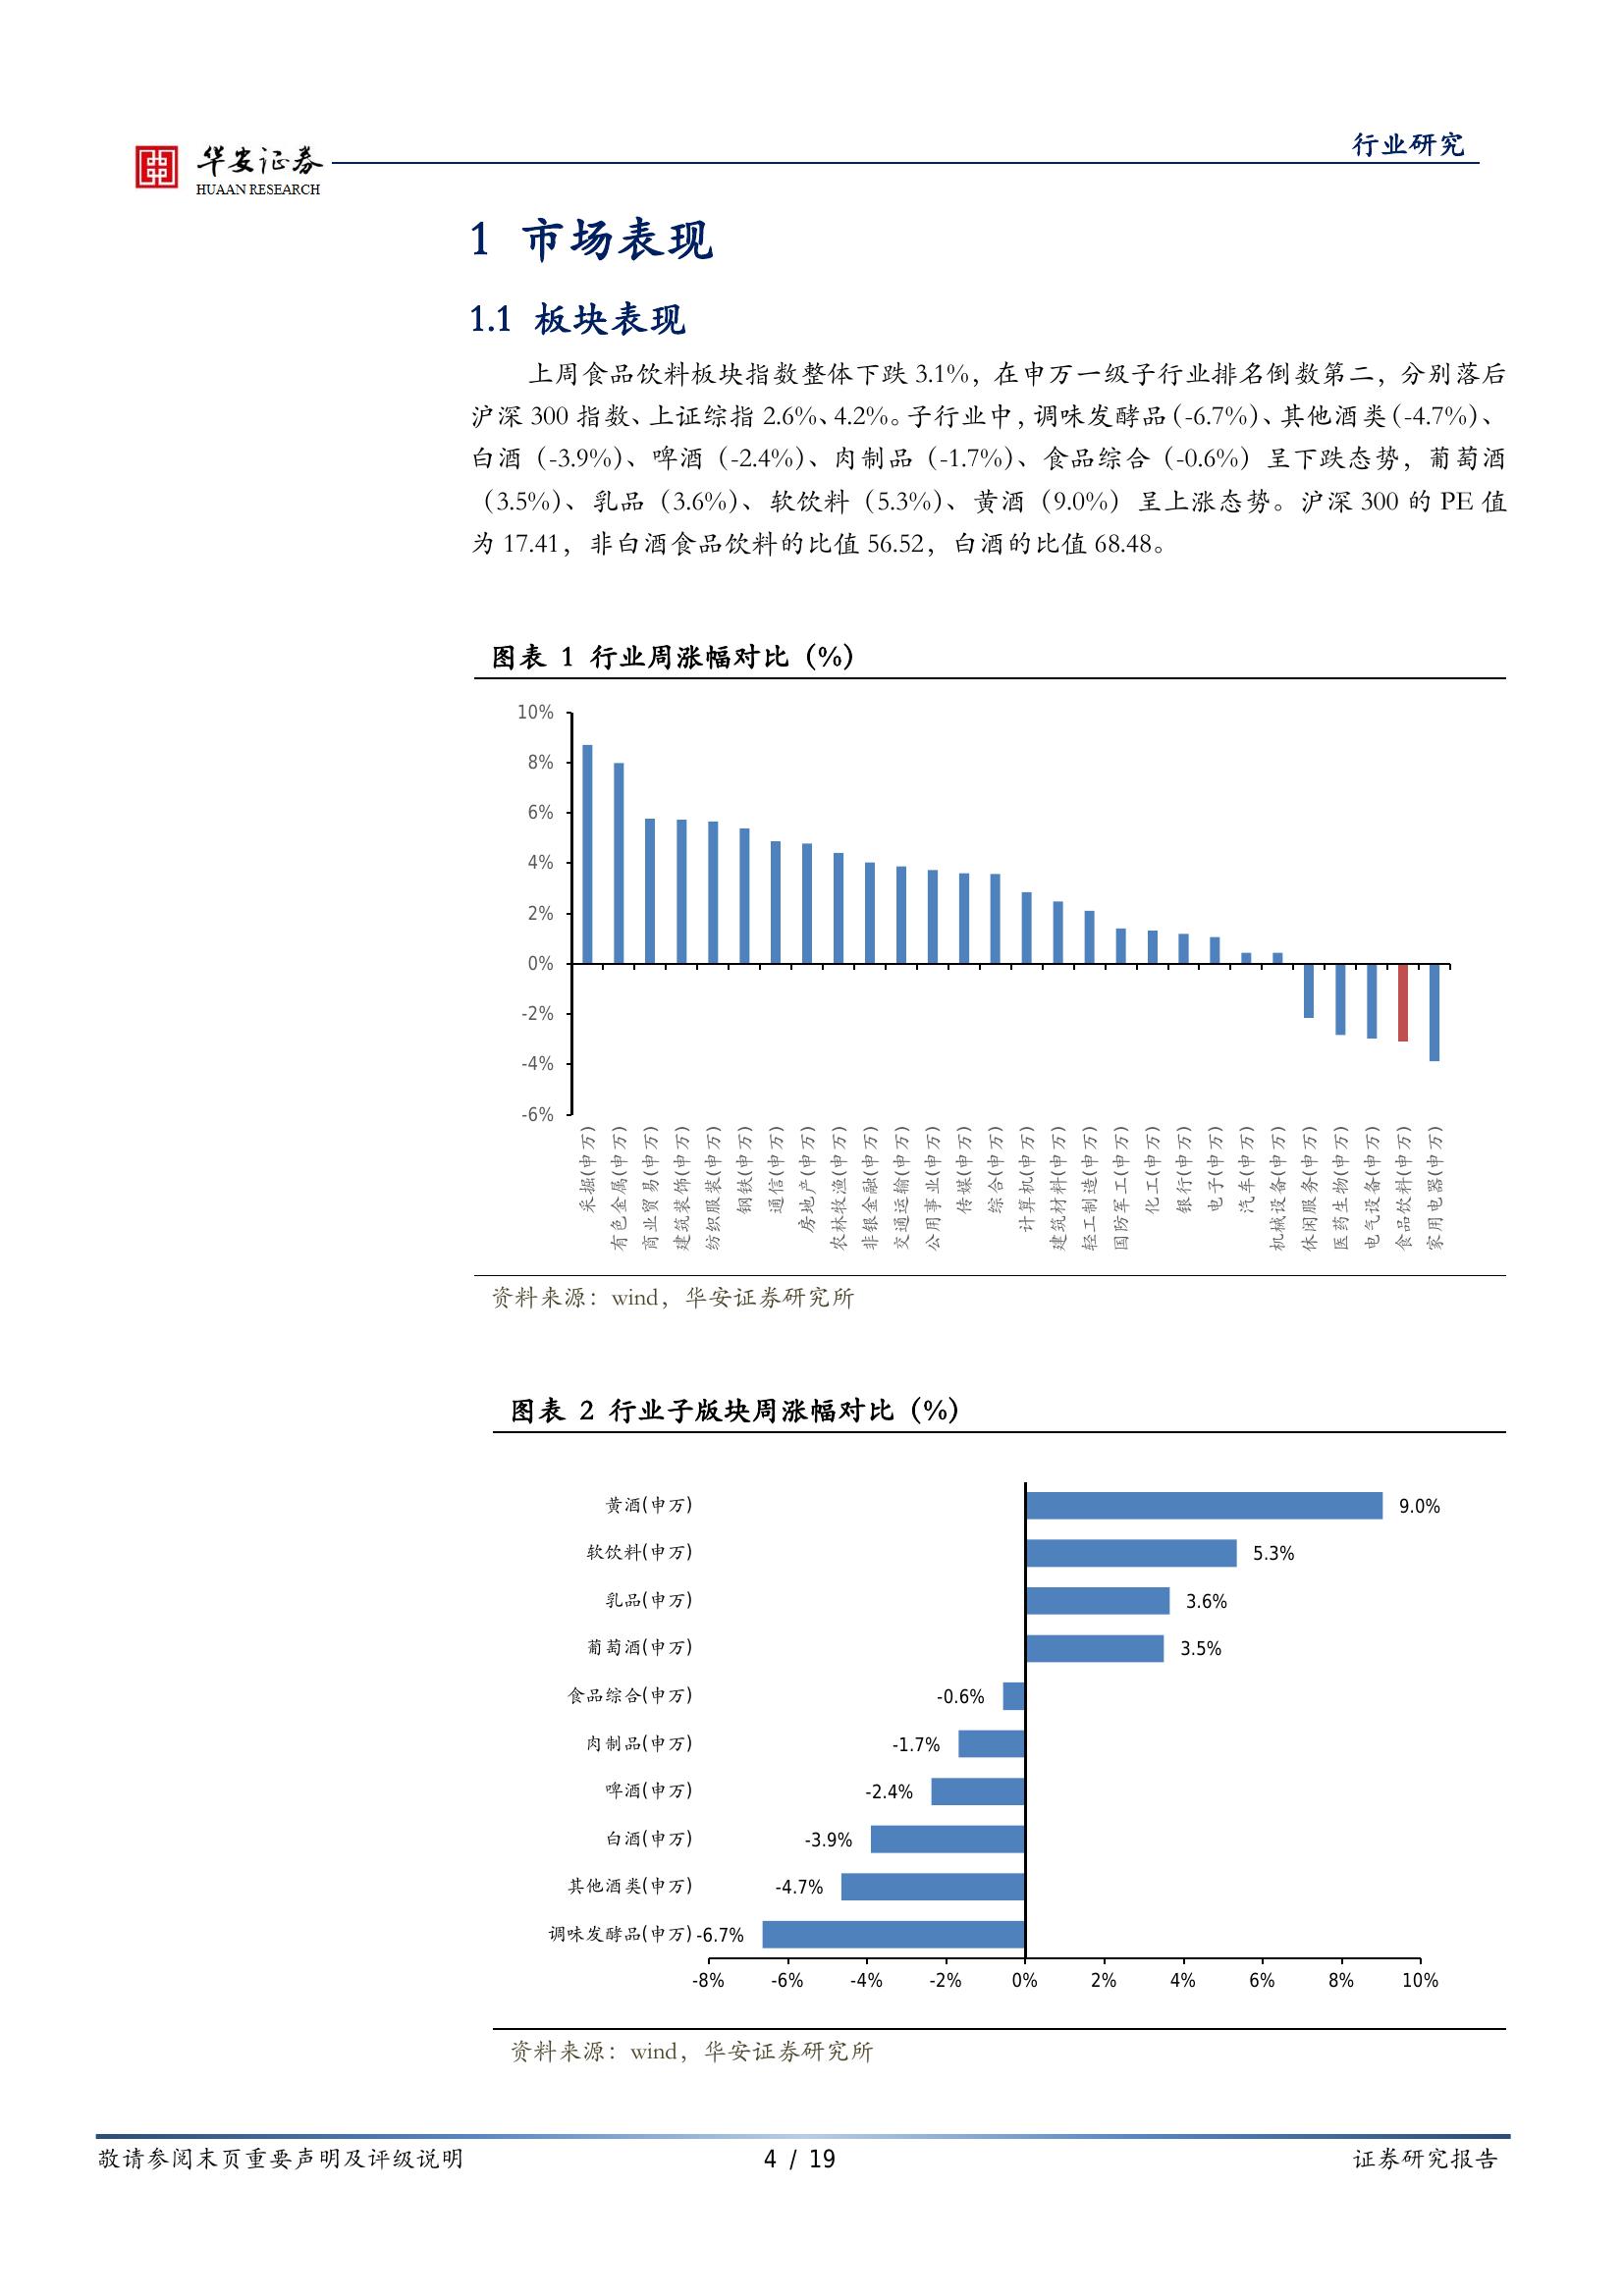 华安证券
HUAAN RESEARCH
行业研究
1 市场表现
1.1 板块表现
上周食品饮料板块指数整体下跌 3.1%，在申万一级子行业排名倒数第二，分别落后
沪深 300 指数、上证综指 2.6%、4.2%。子行业中，调味发酵品（-6.7%）、其他酒类（-4.7%）、
白酒（-3.9%）、啤酒（-2.4%）、肉制品（-1.7%）、食品综合（-0.6%）呈下跌态势，葡萄酒
（3.5%）、乳品（3.6%）、软饮料（5.3%）、黄酒（9.0%）呈上涨态势。沪深 300 的 PE 值
为 17.41，非白酒食品饮料的比值 56.52，白酒的比值 68.48。
图表 1 行业周涨幅对比（%）
10%
8%
6%
4%
2%
0%
-2%
-4%
-6%
采掘(申万)
有色金属(申万)
商业贸易(申万)
建筑装饰(申万)
纺织服装(申万)
钢铁(申万)
通信(申万)
房地产(申万)
农林牧渔(申万)
非银金融(申万)
交通运输(申万)
公用事业(申万)
传媒(申万)
综合(申万)
计算机(申万)
建筑材料(申万)
轻工制造(申万)
国防军工(申万)
化工(申万)
银行(申万)
电子(申万)
汽车(申万)
机械设备(申万)
休闲服务(申万)
医药生物(申万)
电气设备(申万)
食品饮料(申万)
家用电器(申万)
资料来源：wind，华安证券研究所
图表 2 行业子版块周涨幅对比（%）
黄酒(申万) 9.0%
软饮料(申万) 5.3%
乳品(申万) 3.6%
葡萄酒(申万) 3.5%
食品综合(申万) -0.6%
肉制品(申万) -1.7%
啤酒(申万) -2.4%
白酒(申万) -3.9%
其他酒类(申万) -4.7%
调味发酵品(申万) -6.7%
-8% -6% -4% -2% 0% 2% 4% 6% 8% 10%
资料来源：wind，华安证券研究所
敬请参阅末页重要声明及评级说明 4 / 19 证券研究报告